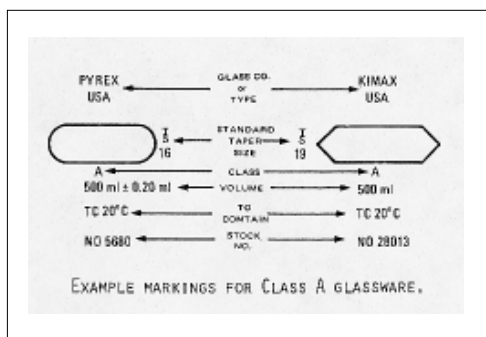 PYREX USA GLASS CO. or TYPE KIMAX USA
T S 16 STANDARD TAPER SIZE T S 19
A CLASS A
500 ml ± 0.20 ml VOLUME 500 ml
TC 20°C TO DOMTAIN TC 20°C
NO 5680 STOCK NO. NO 28013
EXAMPLE MARKINGS FOR CLASS A GLASSWARE.